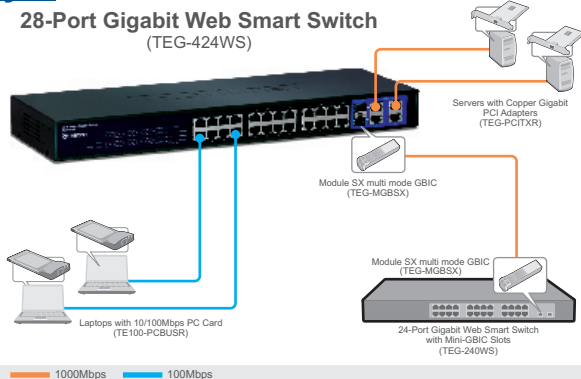 28-Port Gigabit Web Smart Switch
(TEG-424WS)
Servers with Copper Gigabit
PCI Adapters
(TEG-PCITXR)
Module SX multi mode GBIC
(TEG-MGBSX)
Module SX multi mode GBIC
(TEG-MGBSX)
Laptops with 10/100Mbps PC Card
(TE100-PCBUSR)
24-Port Gigabit Web Smart Switch
with Mini-GBIC Slots
(TEG-240WS)
1000Mbps
100Mbps